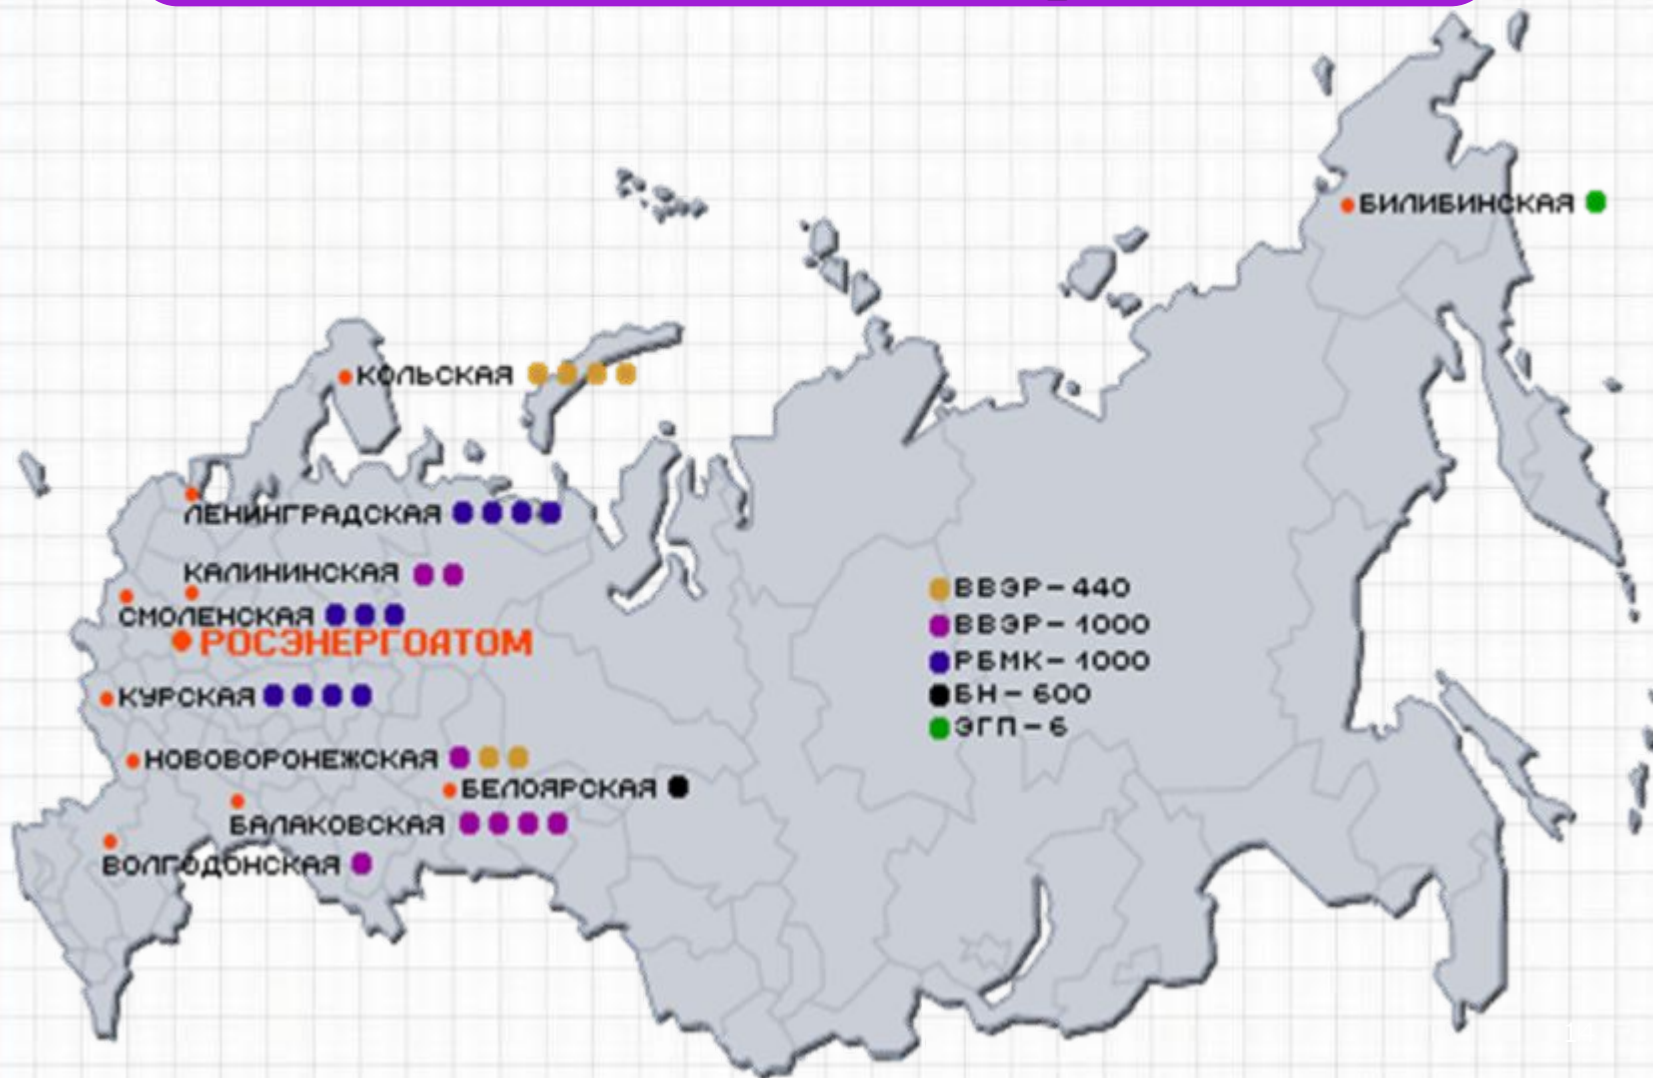 БИЛИБИНСКАЯ
КОЛЬСКАЯ
ЛЕНИНГРАДСКАЯ
КАЛИНИНСКАЯ
СМОЛЕНСКАЯ
РОСЭНЕРГОАТОМ
КУРСКАЯ
НОВОВОРОНЕЖСКАЯ
БЕЛОЯРСКАЯ
БАЛАКОВСКАЯ
ВОЛГОДОНСКАЯ
ВВЭР-440
ВВЭР-1000
РБМК-1000
БН-600
ЭГП-6